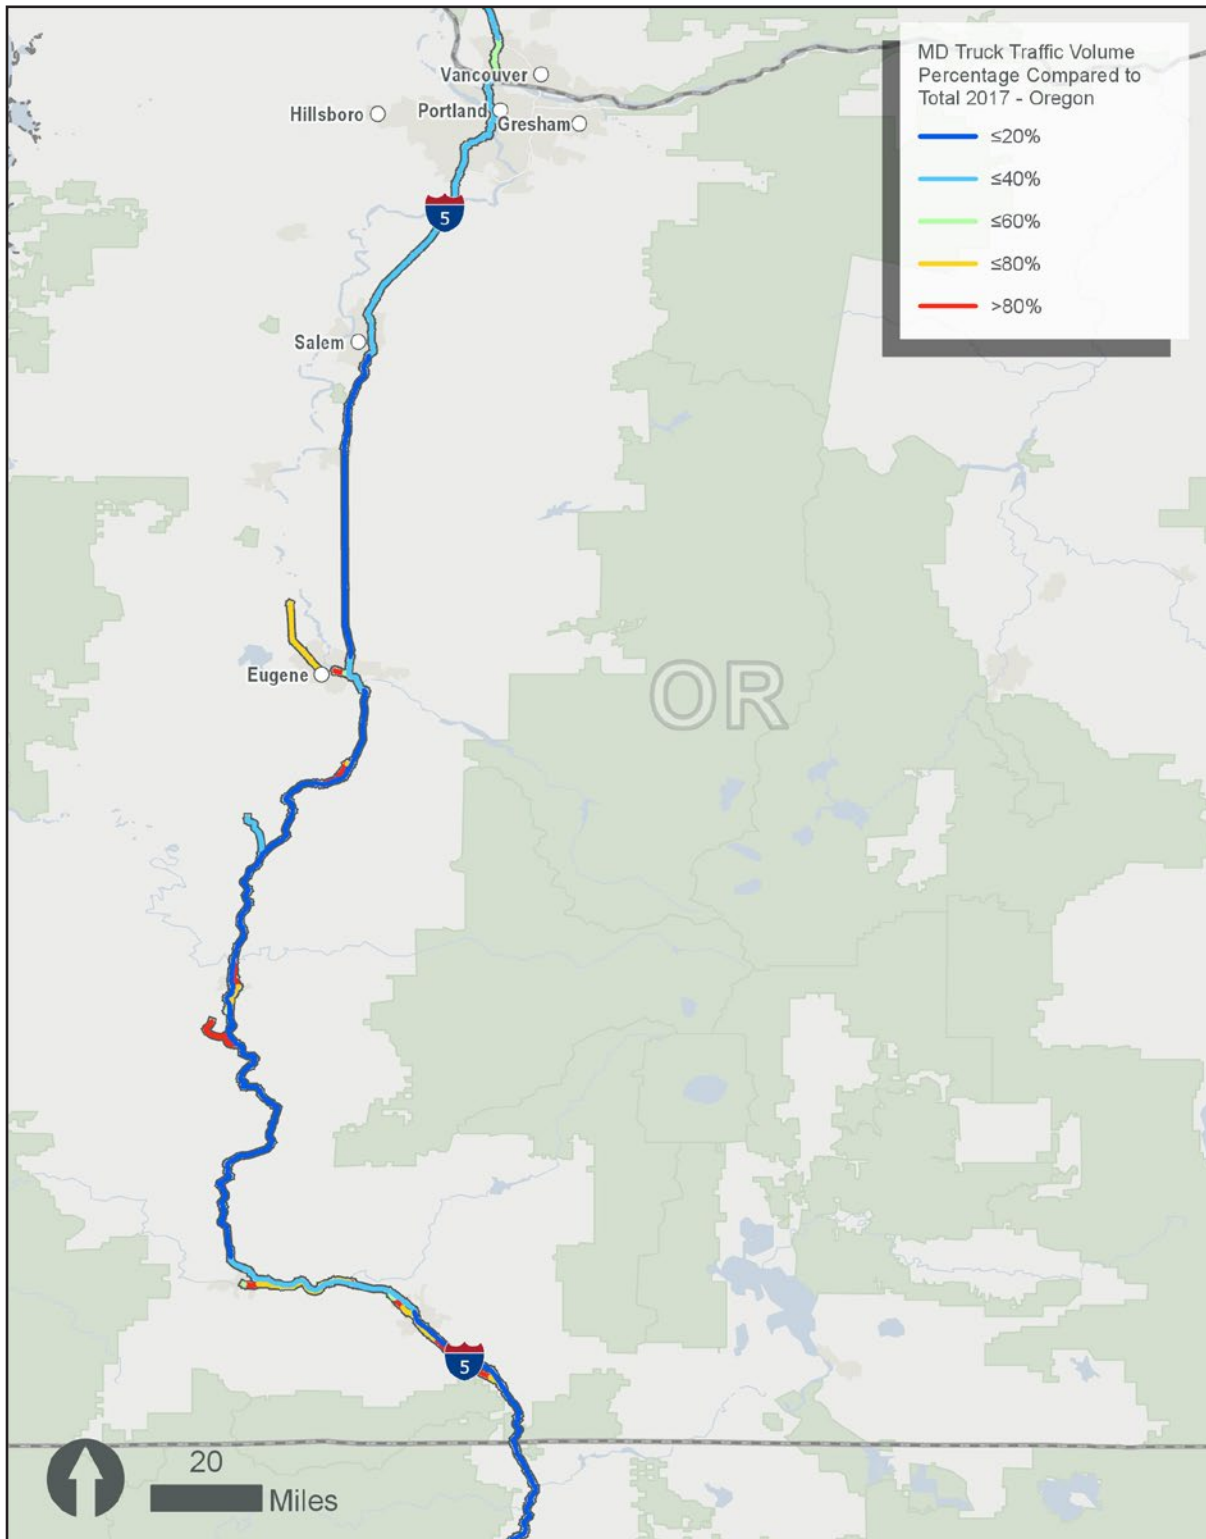 MD Truck Traffic Volume
Percentage Compared to
Total 2017 - Oregon
≤20%
≤40%
≤60%
≤80%
>80%
Vancouver
Hillsboro
Portland
Gresham
5
Salem
Eugene
OR
5
20
Miles